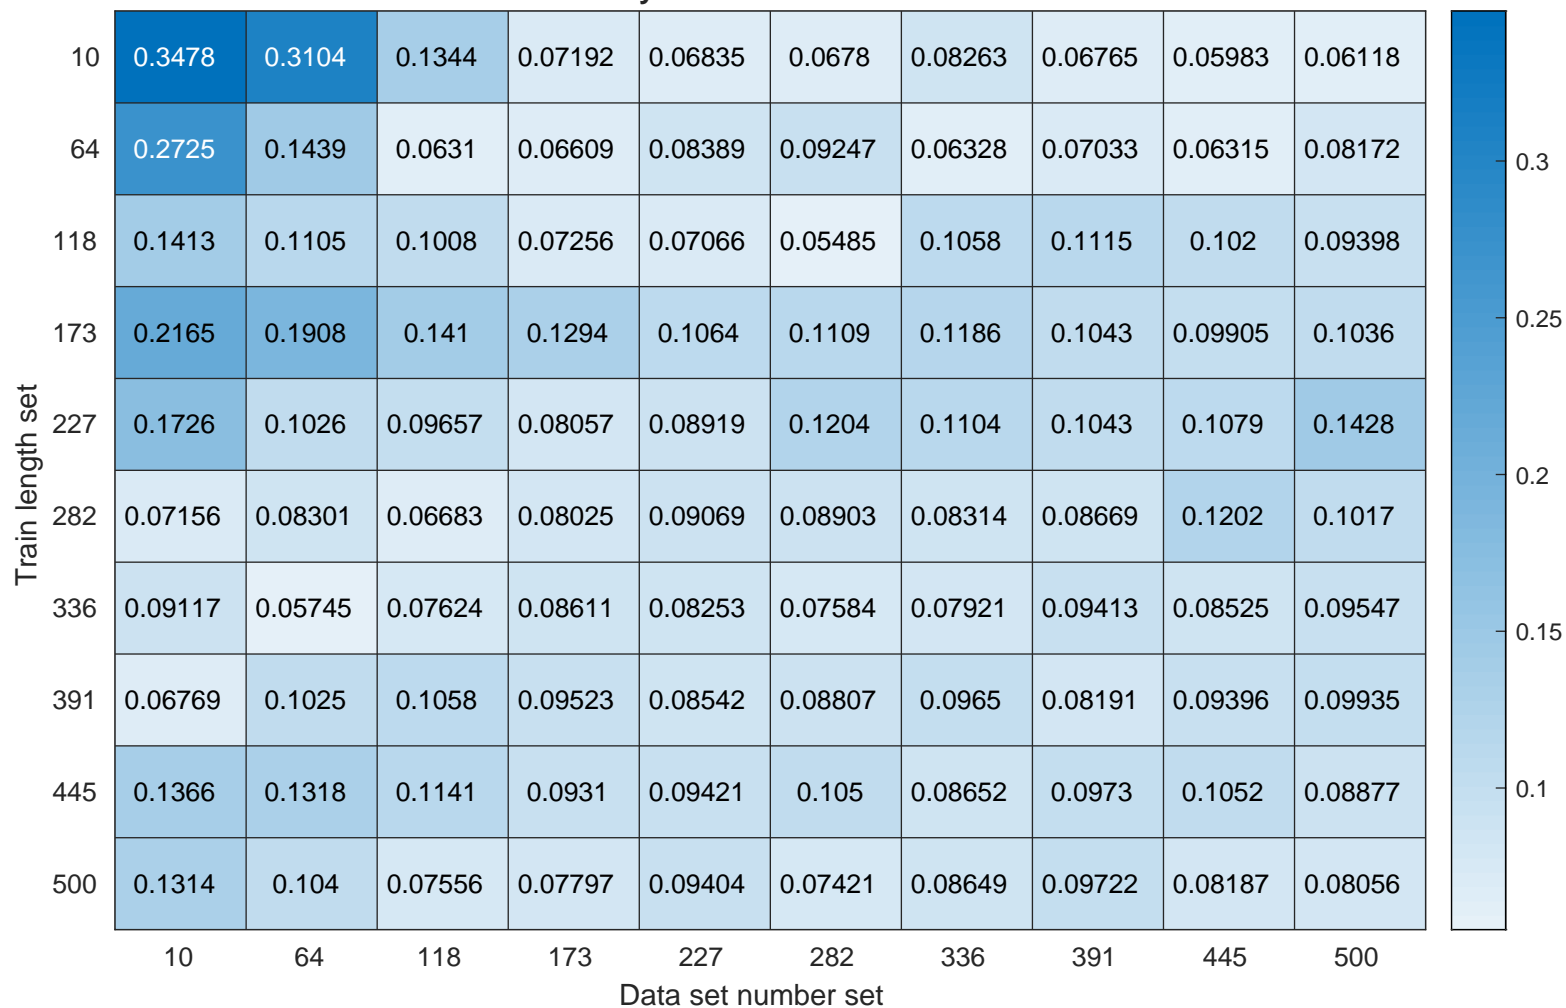 10 0.3478 0.3104 0.1344 0.07192 0.06835 0.0678 0.08263 0.06765 0.05983 0.06118
64 0.2725 0.1439 0.0631 0.06609 0.08389 0.09247 0.06328 0.07033 0.06315 0.08172
118 0.1413 0.1105 0.1008 0.07256 0.07066 0.05485 0.1058 0.1115 0.102 0.09398
173 0.2165 0.1908 0.141 0.1294 0.1064 0.1109 0.1186 0.1043 0.09905 0.1036
227 0.1726 0.1026 0.09657 0.08057 0.08919 0.1204 0.1104 0.1043 0.1079 0.1428
282 0.07156 0.08301 0.06683 0.08025 0.09069 0.08903 0.08314 0.08669 0.1202 0.1017
336 0.09117 0.05745 0.07624 0.08611 0.08253 0.07584 0.07921 0.09413 0.08525 0.09547
391 0.06769 0.1025 0.1058 0.09523 0.08542 0.08807 0.0965 0.08191 0.09396 0.09935
445 0.1366 0.1318 0.1141 0.0931 0.09421 0.105 0.08652 0.0973 0.1052 0.08877
500 0.1314 0.104 0.07556 0.07797 0.09404 0.07421 0.08649 0.09722 0.08187 0.08056
10 64 118 173 227 282 336 391 445 500
Data set number set
Train length set
0.3
0.25
0.2
0.15
0.1